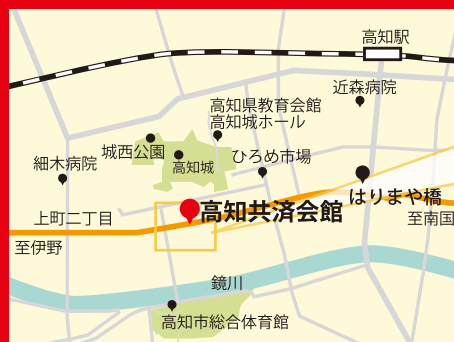 高知駅
近森病院
高知県教育会館
高知城ホール
城西公園
高知城
ひろめ市場
細木病院
はりまや橋
上町二丁目
高知共済会館
至南国
至伊野
鏡川
高知市総合体育館